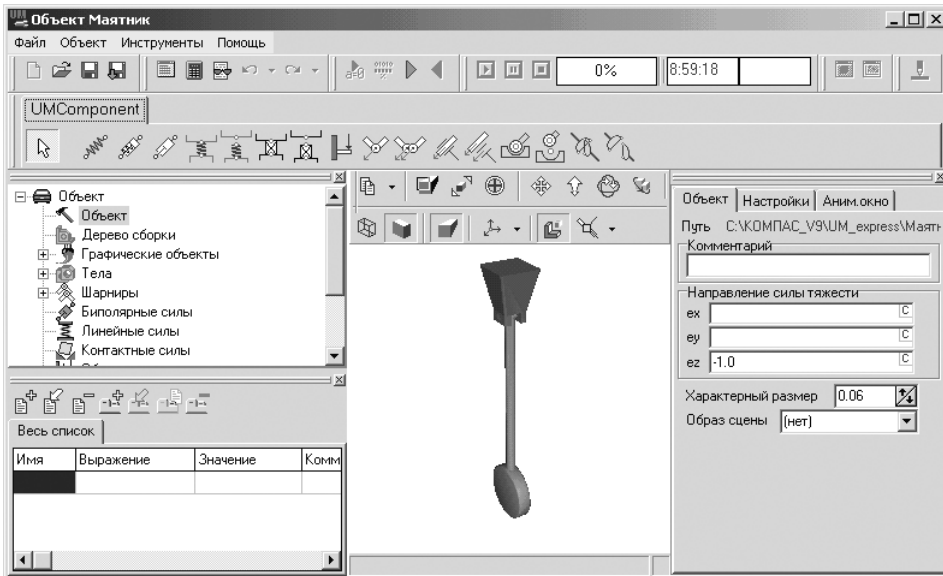 UM Объект Маятник
Файл Объект Инструменты Помощь
0% 8:59:18
UMComponent
Объект
Объект
Дерево сборки
Графические объекты
Тела
Шарниры
Биполярные силы
Линейные силы
Контактные силы
Весь список
Имя Выражение Значение Комм
Объект Настройки Аним.окно
Путь C:\КОМПАС_V9\UM_express\Маятн
Комментарий
Направление силы тяжести
ex C
ey C
ez -1.0 C
Характерный размер 0.06
Образ сцены (нет)